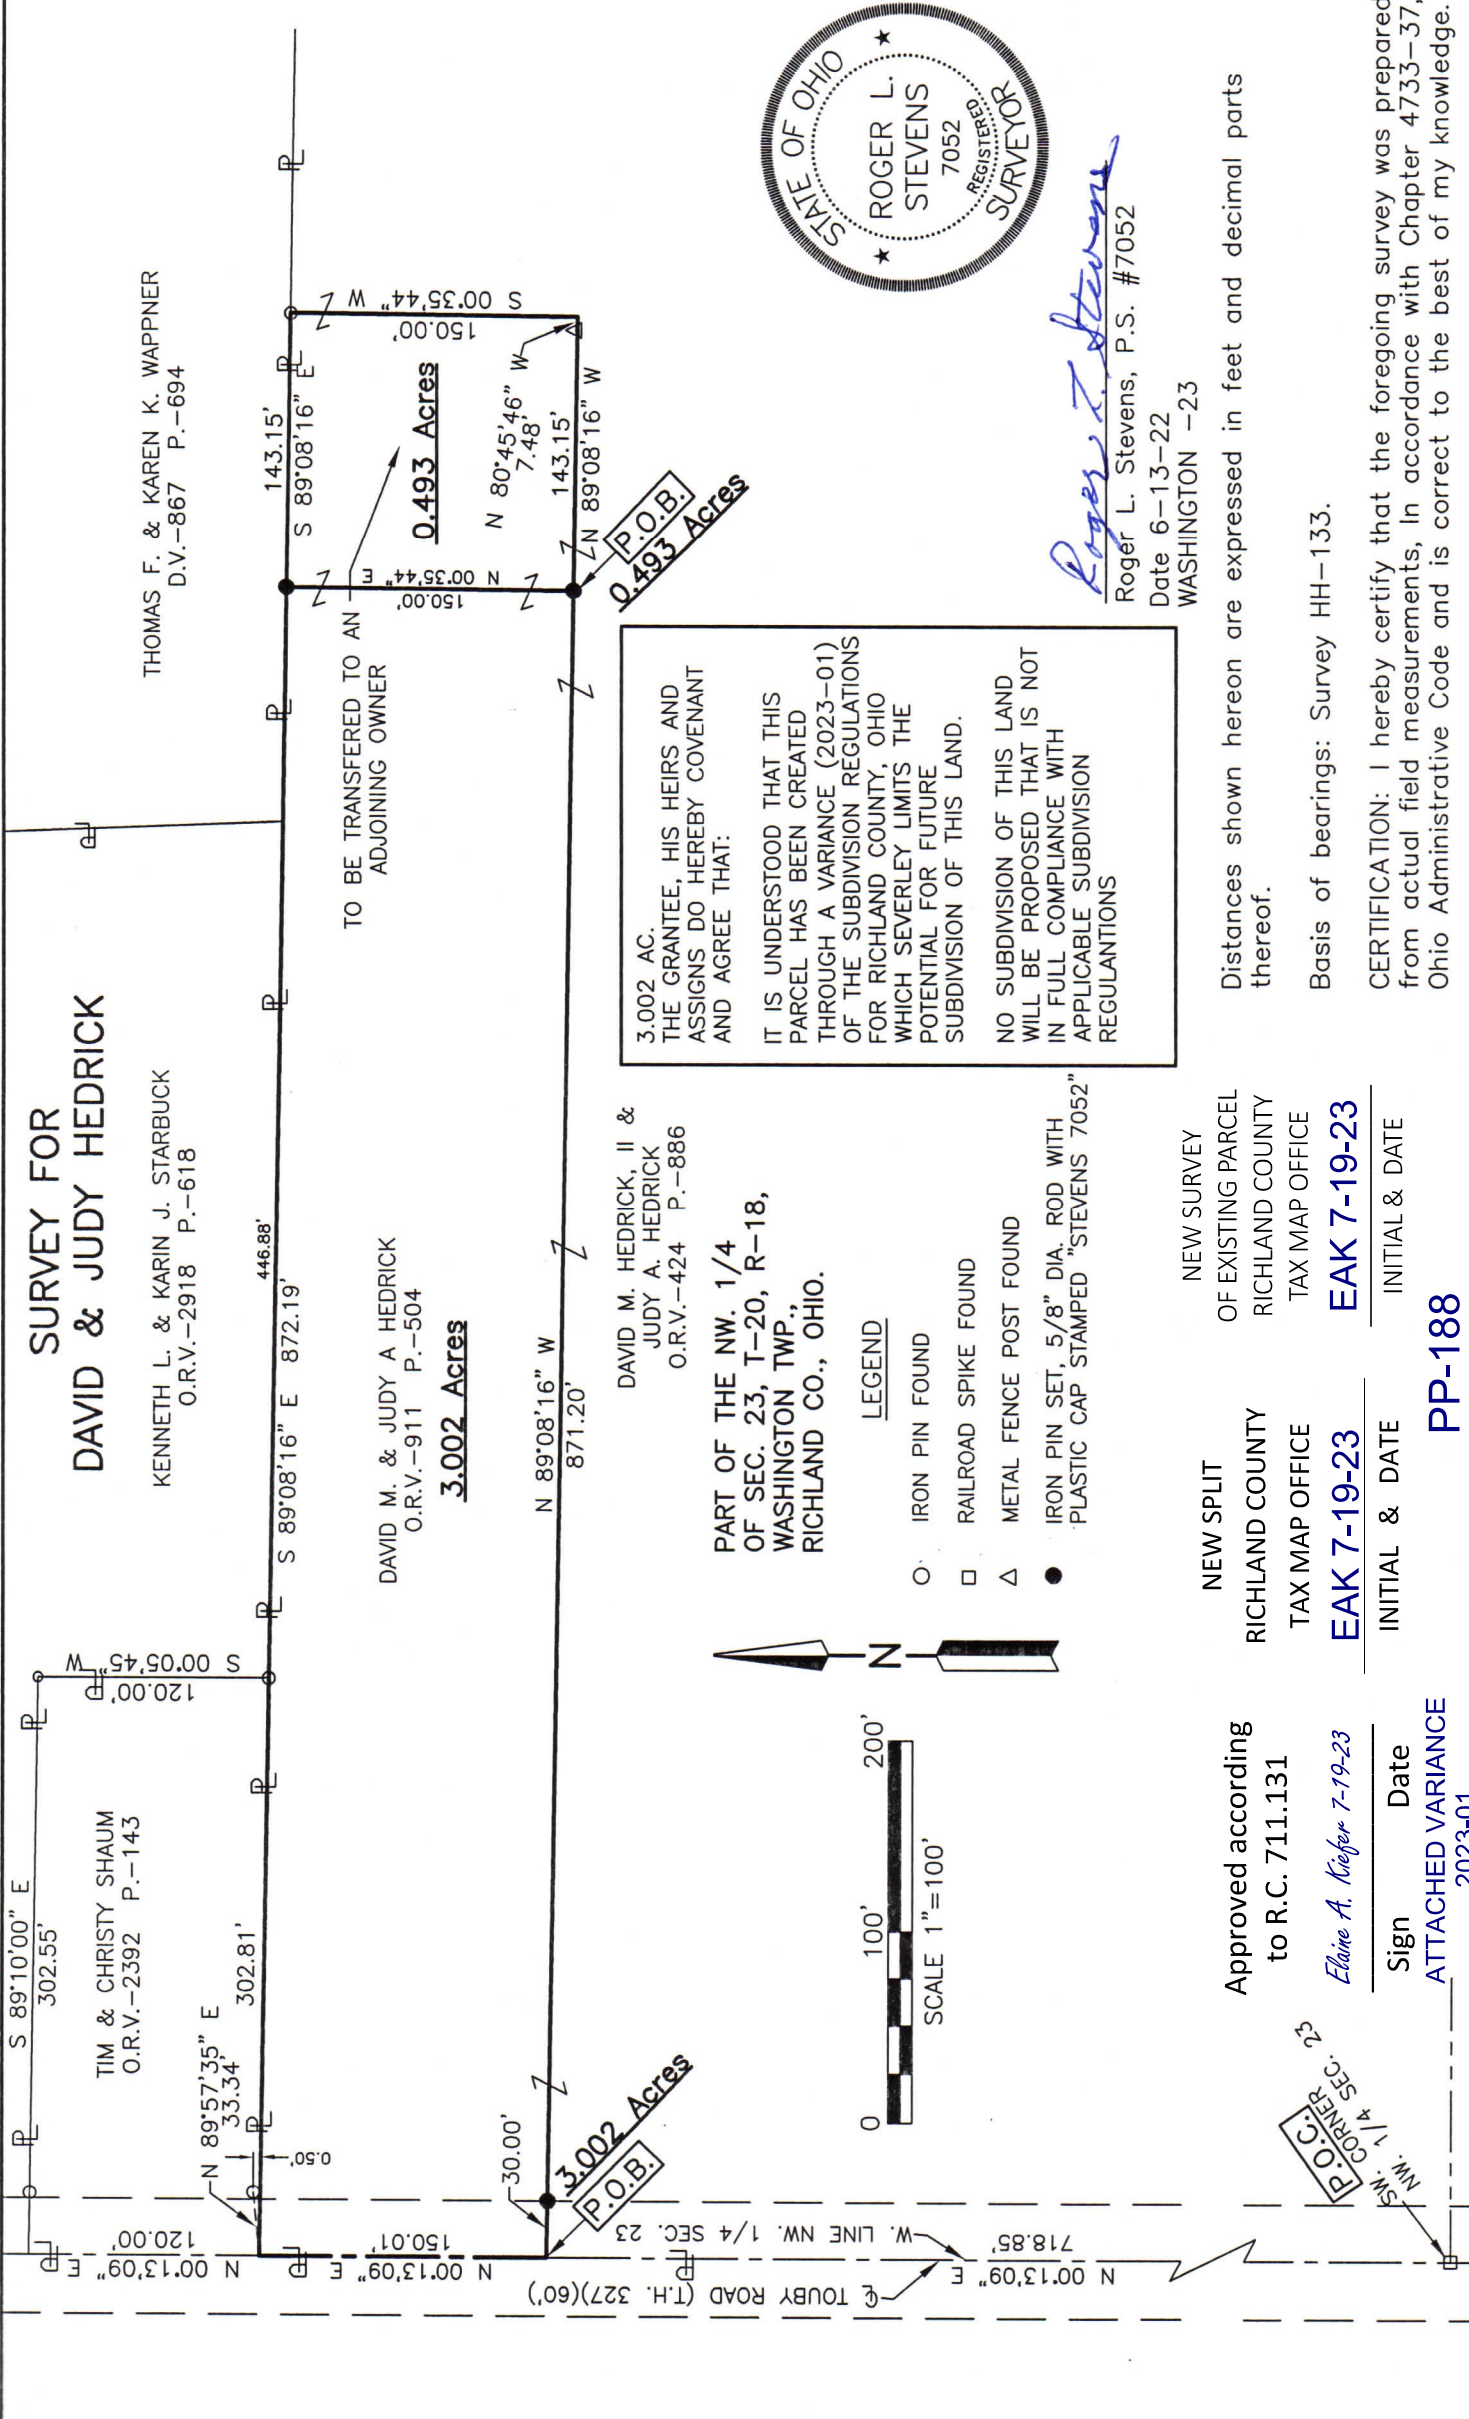 SURVEY FOR
DAVID & JUDY HEDRICK
S 89°10'00" E
302.55'
TIM & CHRISTY SHAUM
O.R.V.-2392 P.-143
N 89°57'35" E
33.34'
302.81'
0.50'
120.00'
N 00°13'09" E
S 00°05'45" W
120.00'
KENNETH L. & KARIN J. STARBUCK
O.R.V.-2918 P.-618
446.88'
S 89°08'16" E 872.19'
THOMAS F. & KAREN K. WAPPNER
D.V.-867 P.-694
143.15'
S 89°08'16" E
TO BE TRANSFERED TO AN
ADJOINING OWNER
0.493 Acres
S 00°35'44" W
150.00'
N 00°35'44" E
150.00'
N 80°45'46" W
7.48'
143.15'
N 89°08'16" W
P.O.B.
0.493 Acres
DAVID M. & JUDY A HEDRICK
O.R.V.-911 P.-504
3.002 Acres
150.01'
N 00°13'09" E
30.00'
3.002 Acres
P.O.B.
N 89°08'16" W
871.20'
DAVID M. HEDRICK, II &
JUDY A. HEDRICK
O.R.V.-424 P.-886
W. LINE NW. 1/4 SEC. 23
℄ TOUBY ROAD (T.H. 327)(60')
718.85'
N 00°13'09" E
P.O.C.
SW. CORNER
NW. 1/4 SEC. 23
PART OF THE NW. 1/4
OF SEC. 23, T-20, R-18,
WASHINGTON TWP.,
RICHLAND CO., OHIO.
LEGEND
IRON PIN FOUND
RAILROAD SPIKE FOUND
METAL FENCE POST FOUND
IRON PIN SET, 5/8" DIA. ROD WITH
PLASTIC CAP STAMPED "STEVENS 7052"
N
0 100' 200'
SCALE 1"=100'
3.002 AC.
THE GRANTEE, HIS HEIRS AND
ASSIGNS DO HEREBY COVENANT
AND AGREE THAT:
IT IS UNDERSTOOD THAT THIS
PARCEL HAS BEEN CREATED
THROUGH A VARIANCE (2023-01)
OF THE SUBDIVISION REGULATIONS
FOR RICHLAND COUNTY, OHIO
WHICH SEVERLEY LIMITS THE
POTENTIAL FOR FUTURE
SUBDIVISION OF THIS LAND.
NO SUBDIVISION OF THIS LAND
WILL BE PROPOSED THAT IS NOT
IN FULL COMPLIANCE WITH
APPLICABLE SUBDIVISION
REGULANTIONS
STATE OF OHIO
ROGER L.
STEVENS
7052
REGISTERED
SURVEYOR
Roger L. Stevens
Roger L. Stevens, P.S. #7052
Date 6-13-22
WASHINGTON -23
Distances shown hereon are expressed in feet and decimal parts
thereof.
Basis of bearings: Survey HH-133.
CERTIFICATION: I hereby certify that the foregoing survey was prepared
from actual field measurements, In accordance with Chapter 4733-37,
Ohio Administrative Code and is correct to the best of my knowledge.
Approved according
to R.C. 711.131
Elaine A. Kiefer 7-19-23
Sign Date
ATTACHED VARIANCE
2023-01
NEW SPLIT
RICHLAND COUNTY
TAX MAP OFFICE
EAK 7-19-23
INITIAL & DATE
NEW SURVEY
OF EXISTING PARCEL
RICHLAND COUNTY
TAX MAP OFFICE
EAK 7-19-23
INITIAL & DATE
PP-188